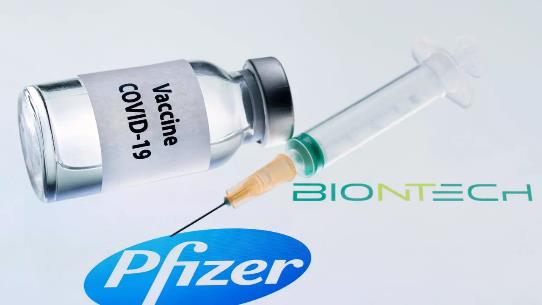 Vaccine
COVID-19
BIONTECH
Pfizer